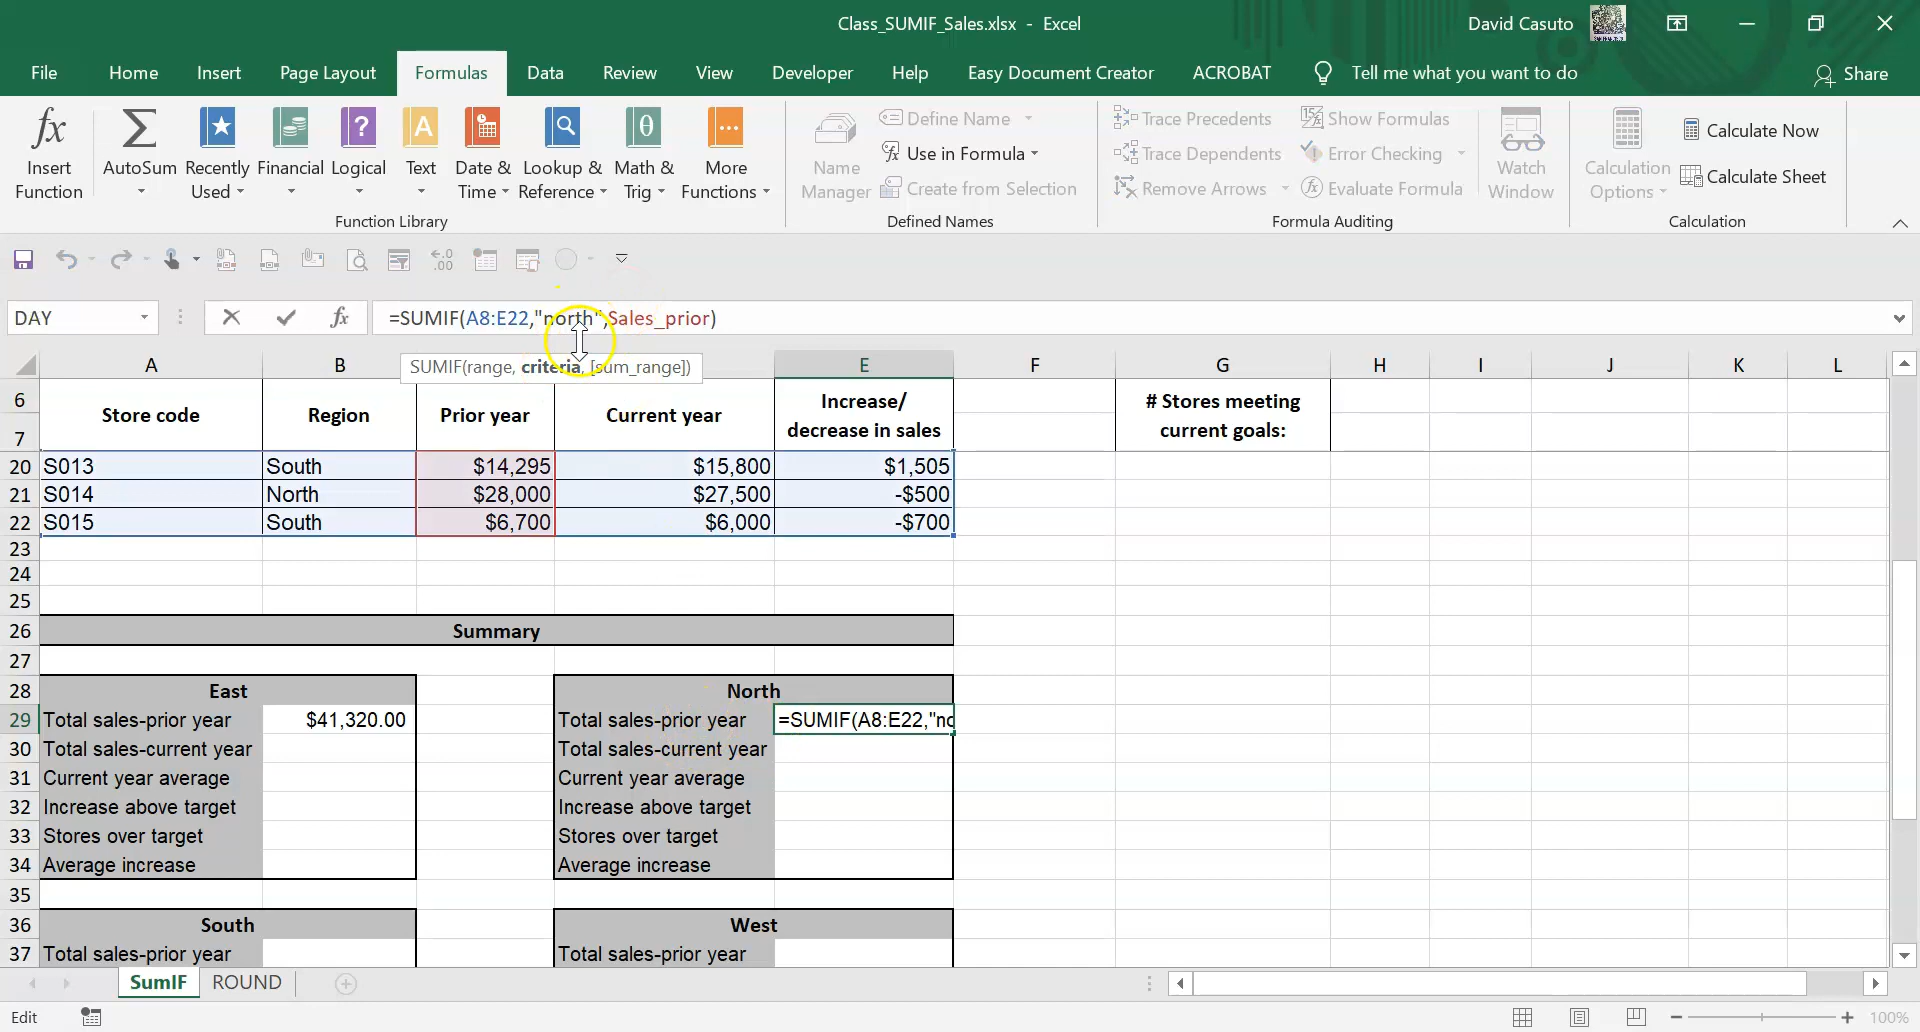 Class_SUMIF_Sales.xlsx - Excel
David Casuto
File Home Insert Page Layout Formulas Data Review View Developer Help Easy Document Creator ACROBAT Tell me what you want to do Share
Insert Function
AutoSum
Recently Used
Financial
Logical
Text
Date & Time
Lookup & Reference
Math & Trig
More Functions
Function Library
Name Manager
Define Name
Use in Formula
Create from Selection
Defined Names
Trace Precedents
Trace Dependents
Remove Arrows
Show Formulas
Error Checking
Evaluate Formula
Watch Window
Formula Auditing
Calculation Options
Calculate Now
Calculate Sheet
Calculation
DAY fx =SUMIF(A8:E22,"north",Sales_prior)
SUMIF(range, criteria, [sum_range])
A B E F G H I J K L
6 7 Store code Region Prior year Current year Increase/ decrease in sales # Stores meeting current goals:
20 S013 South $14,295 $15,800 $1,505
21 S014 North $28,000 $27,500 -$500
22 S015 South $6,700 $6,000 -$700
23
24
25
26 Summary
27
28 East North
29 Total sales-prior year $41,320.00 Total sales-prior year =SUMIF(A8:E22,"no
30 Total sales-current year Total sales-current year
31 Current year average Current year average
32 Increase above target Increase above target
33 Stores over target Stores over target
34 Average increase Average increase
35
36 South West
37 Total sales-prior year Total sales-prior year
SumIF ROUND
Edit 100%